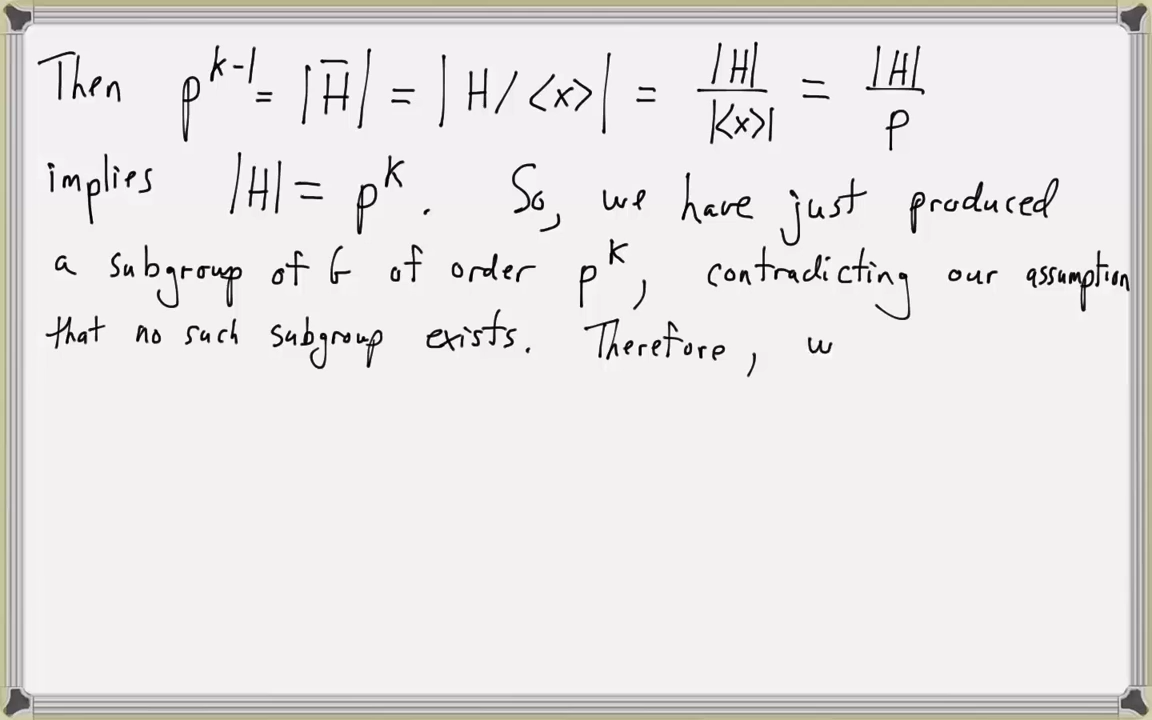 Then p^{k-1} = |H̅| = |H/<x>| = |H|/|<x>| = |H|/p
implies |H| = p^k. So, we have just produced
a subgroup of G of order p^k, contradicting our assumption
that no such subgroup exists. Therefore, w